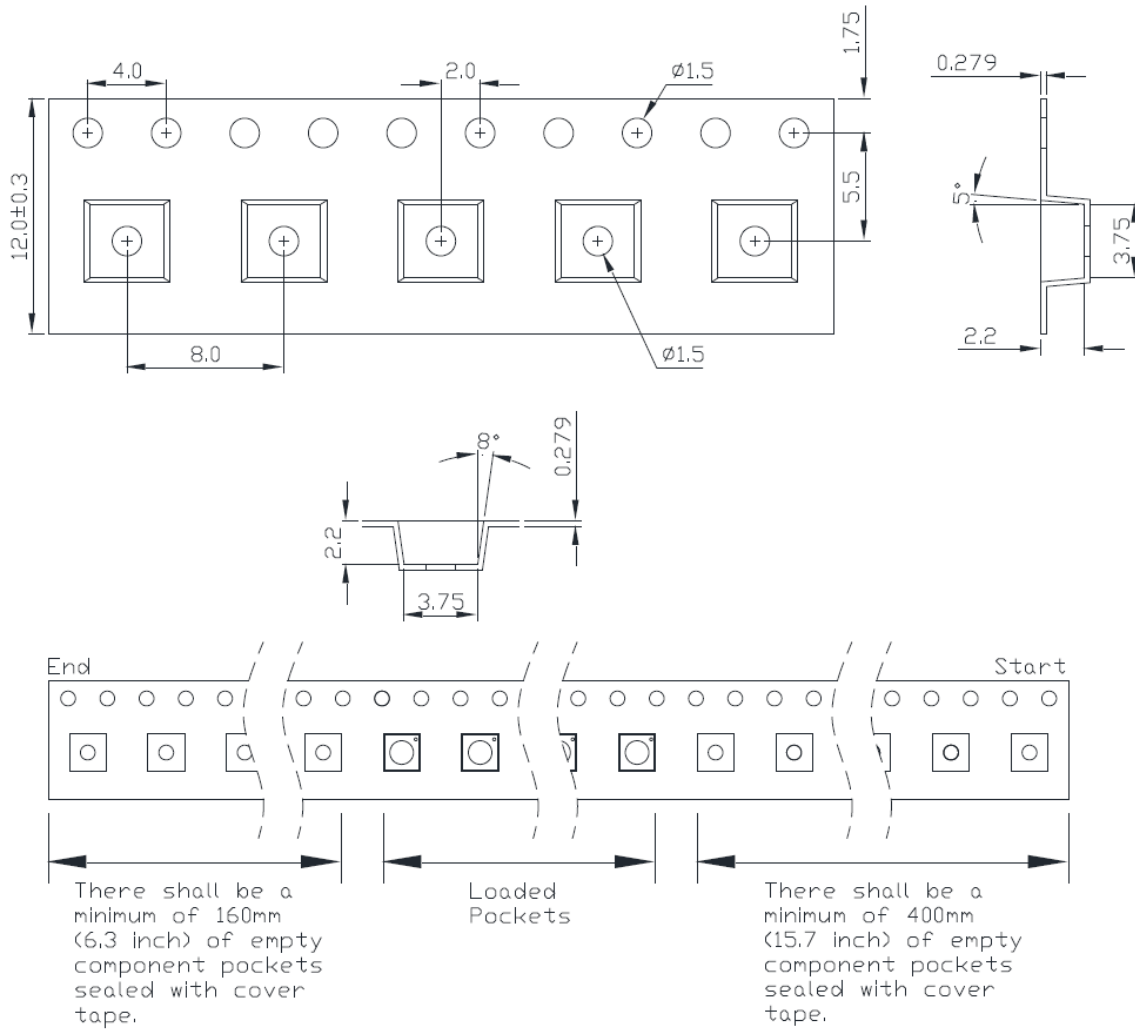 4.0
2.0
ø1.5
1.75
0.279
12.0±0.3
5.5
5°
3.75
8.0
ø1.5
2.2
8°
0.279
2.2
3.75
End
Start
There shall be a
minimum of 160mm
(6.3 inch) of empty
component pockets
sealed with cover
tape.
Loaded
Pockets
There shall be a
minimum of 400mm
(15.7 inch) of empty
component pockets
sealed with cover
tape.